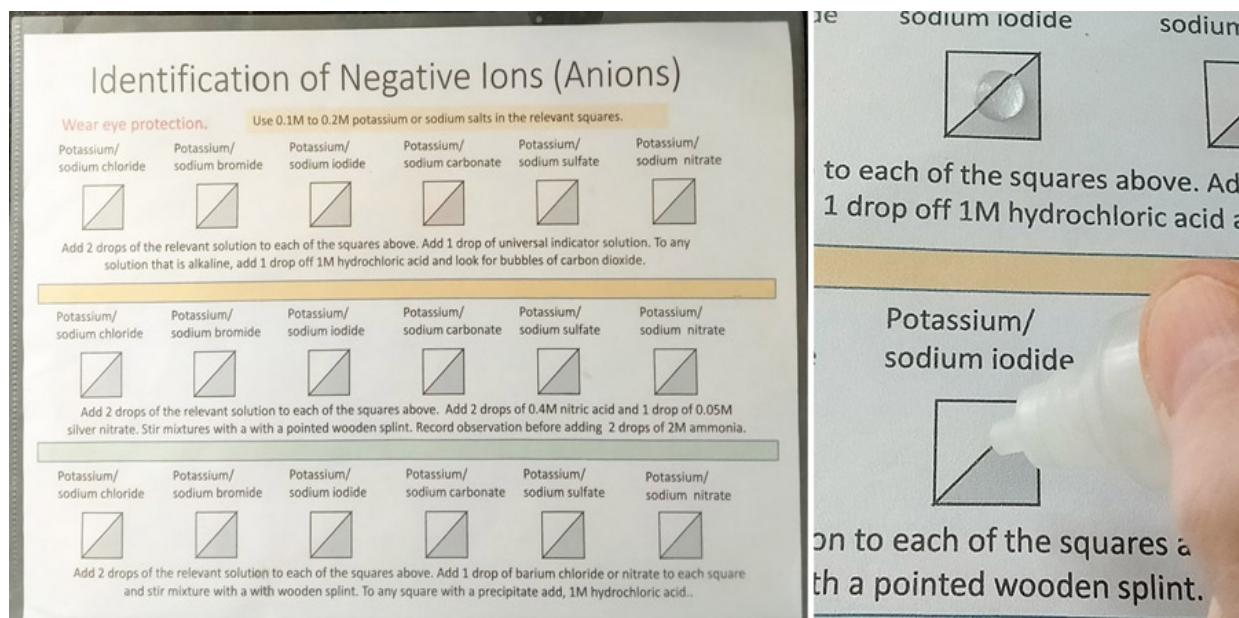 Identification of Negative Ions (Anions)
Wear eye protection.
Use 0.1M to 0.2M potassium or sodium salts in the relevant squares.
Potassium/ Potassium/ Potassium/ Potassium/ Potassium/ Potassium/
sodium chloride sodium bromide sodium iodide sodium carbonate sodium sulfate sodium nitrate
Add 2 drops of the relevant solution to each of the squares above. Add 1 drop of universal indicator solution. To any
solution that is alkaline, add 1 drop off 1M hydrochloric acid and look for bubbles of carbon dioxide.
Potassium/ Potassium/ Potassium/ Potassium/ Potassium/ Potassium/
sodium chloride sodium bromide sodium iodide sodium carbonate sodium sulfate sodium nitrate
Add 2 drops of the relevant solution to each of the squares above. Add 2 drops of 0.4M nitric acid and 1 drop of 0.05M
silver nitrate. Stir mixtures with a with a pointed wooden splint. Record observation before adding 2 drops of 2M ammonia.
Potassium/ Potassium/ Potassium/ Potassium/ Potassium/ Potassium/
sodium chloride sodium bromide sodium iodide sodium carbonate sodium sulfate sodium nitrate
Add 2 drops of the relevant solution to each of the squares above. Add 1 drop of barium chloride or nitrate to each square
and stir mixture with a with wooden splint. To any square with a precipitate add, 1M hydrochloric acid..
sodium iodide sodium
to each of the squares above. Ad
1 drop off 1M hydrochloric acid a
Potassium/
sodium iodide
on to each of the squares a
th a pointed wooden splint.